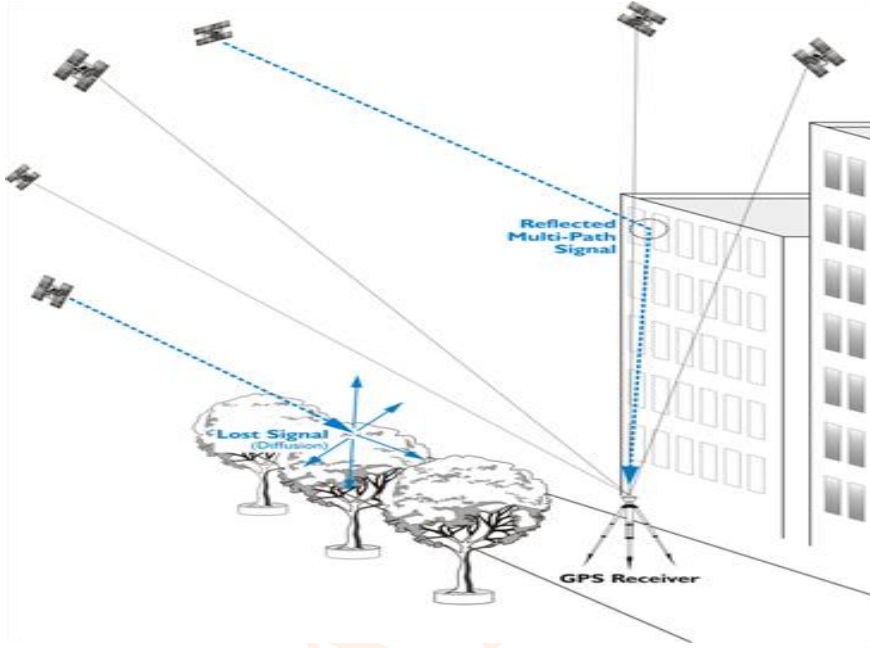 Reflected
Multi-Path
Signal
Lost Signal
(Diffusion)
GPS Receiver